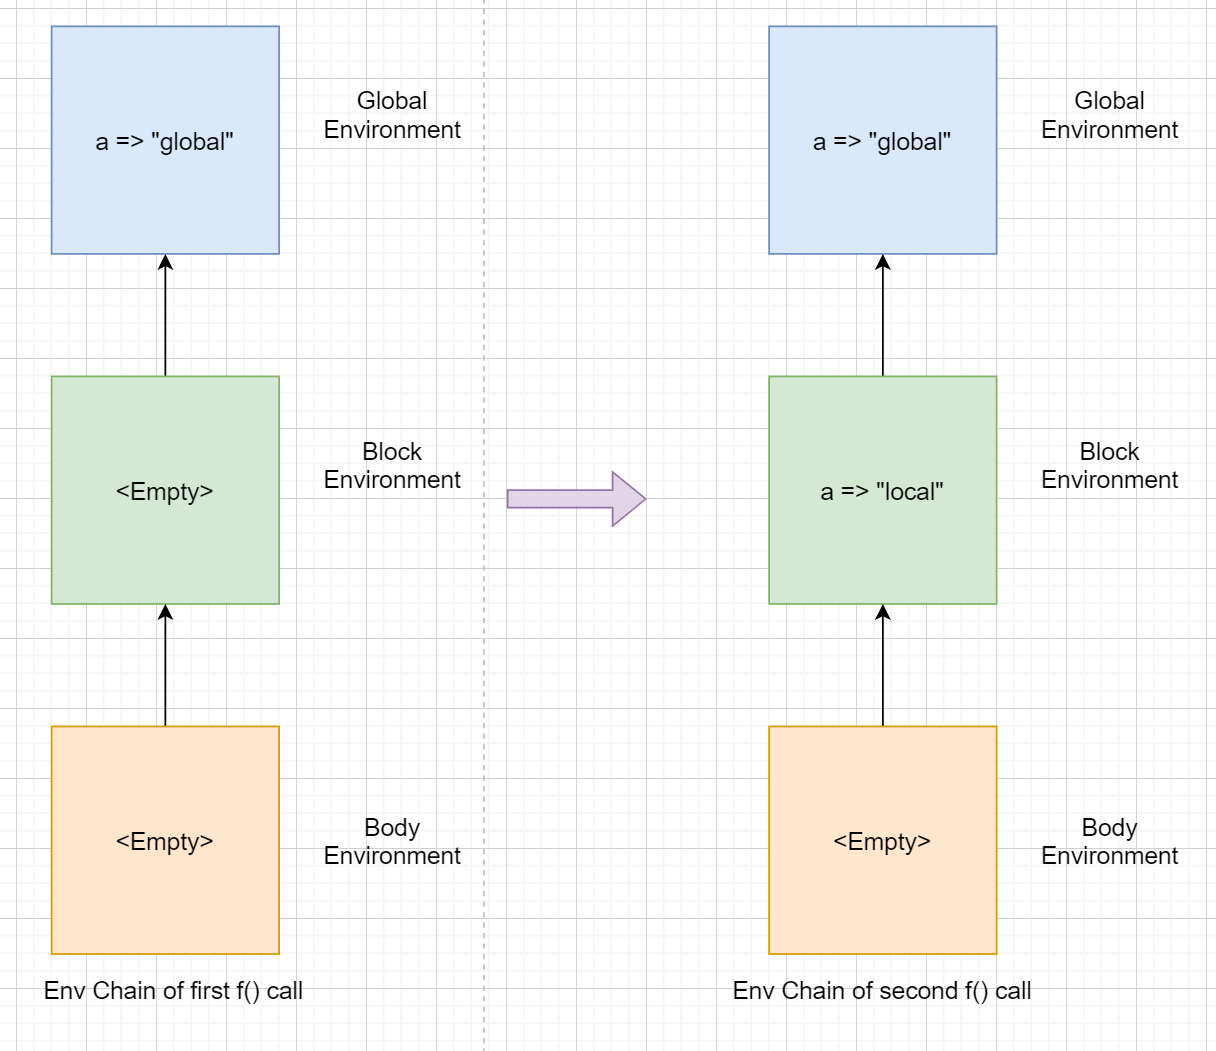 a => "global"
Global
Environment
<Empty>
Block
Environment
<Empty>
Body
Environment
Env Chain of first f() call
a => "global"
Global
Environment
a => "local"
Block
Environment
<Empty>
Body
Environment
Env Chain of second f() call